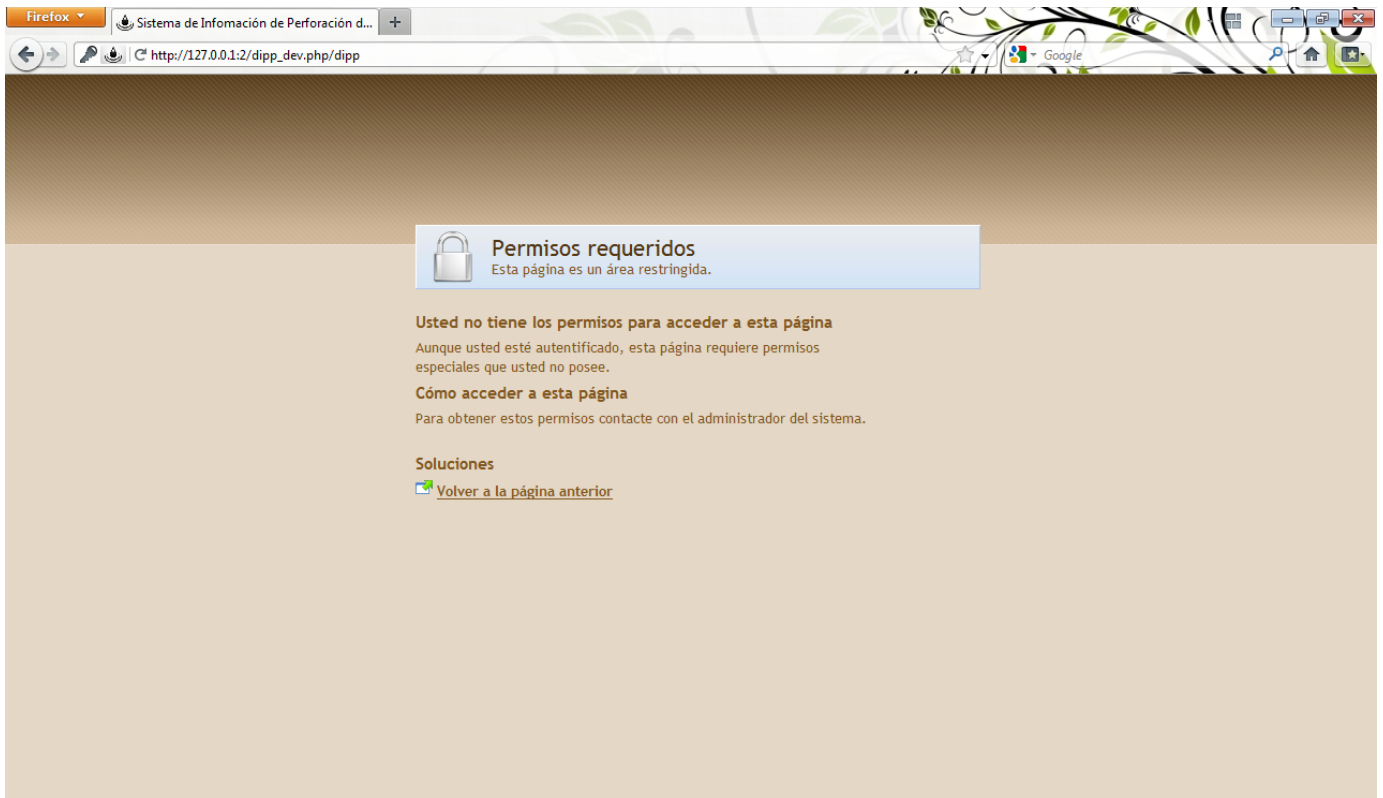 Firefox
Sistema de Infomación de Perforación d...
http://127.0.0.1:2/dipp_dev.php/dipp
Google
Permisos requeridos
Esta página es un área restringida.
Usted no tiene los permisos para acceder a esta página
Aunque usted esté autentificado, esta página requiere permisos
especiales que usted no posee.
Cómo acceder a esta página
Para obtener estos permisos contacte con el administrador del sistema.
Soluciones
Volver a la página anterior